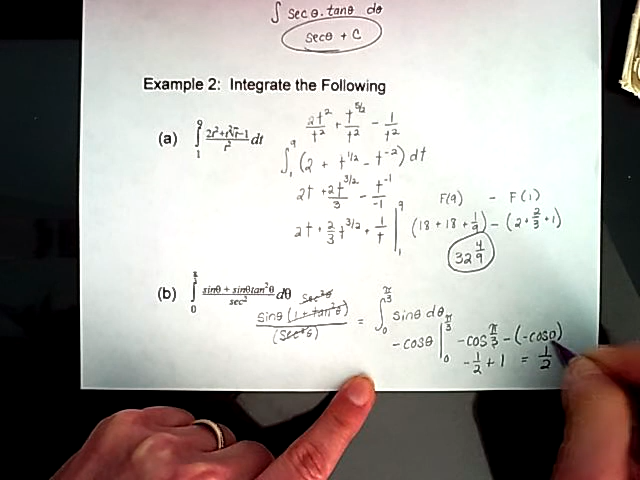 ∫ secθ · tanθ dθ
secθ + C
Example 2: Integrate the Following
(a) ∫₁⁹ (2t² + t²√t − 1)/t² dt
2t²/t² + t^(5/2)/t² − 1/t²
∫₁⁹ (2 + t^(1/2) − t^(−2)) dt
2t + 2t^(3/2)/3 − t^(−1)/−1
2t + 2/3 t^(3/2) + 1/t |₁⁹
F(9) − F(1)
(18 + 18 + 1/9) − (2 + 2/3 + 1)
32 4/9
(b) ∫₀ (sinθ + sinθtan²θ)/sec² dθ
sec²θ
sinθ (1 + tan²θ)/(sec²θ) = ∫₀^(π/3) sinθ dθ
−cosθ |₀^(π/3) −cos π/3 − (−cos0)
−1/2 + 1 = 1/2